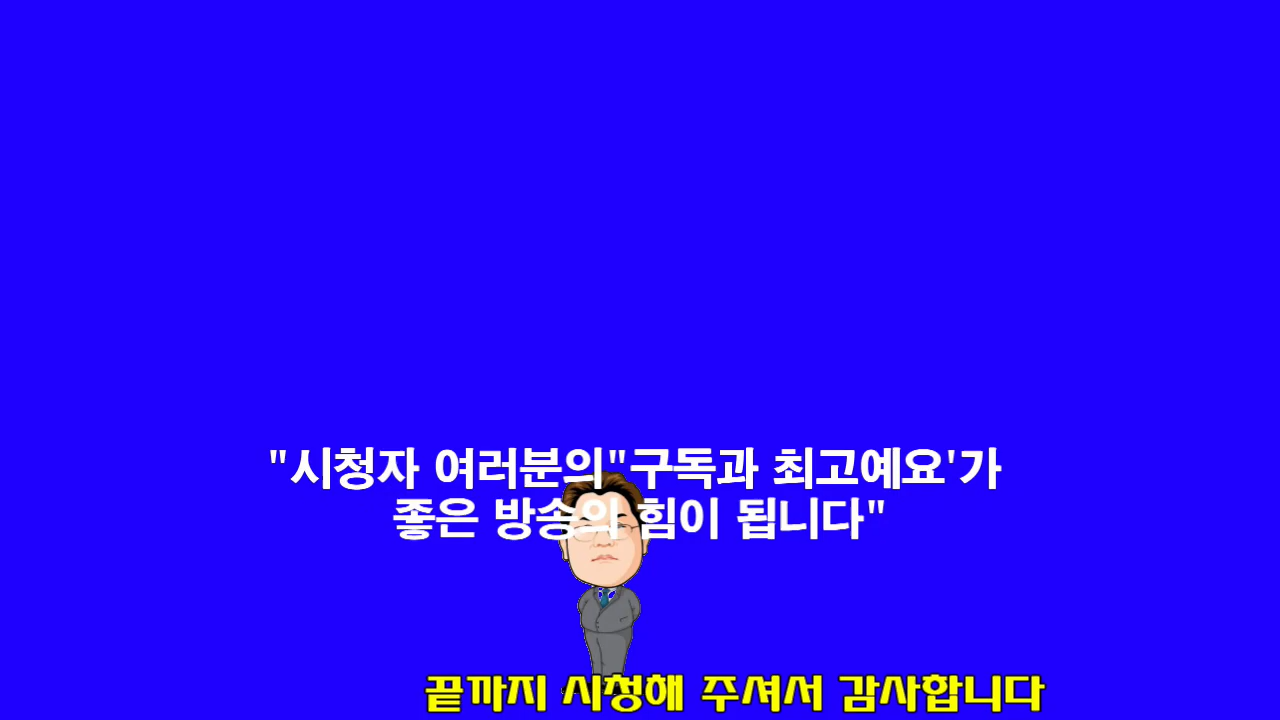 "시청자 여러분의"구독과 최고예요'가
좋은 방송의 힘이 됩니다"
끝까지 시청해 주셔서 감사합니다